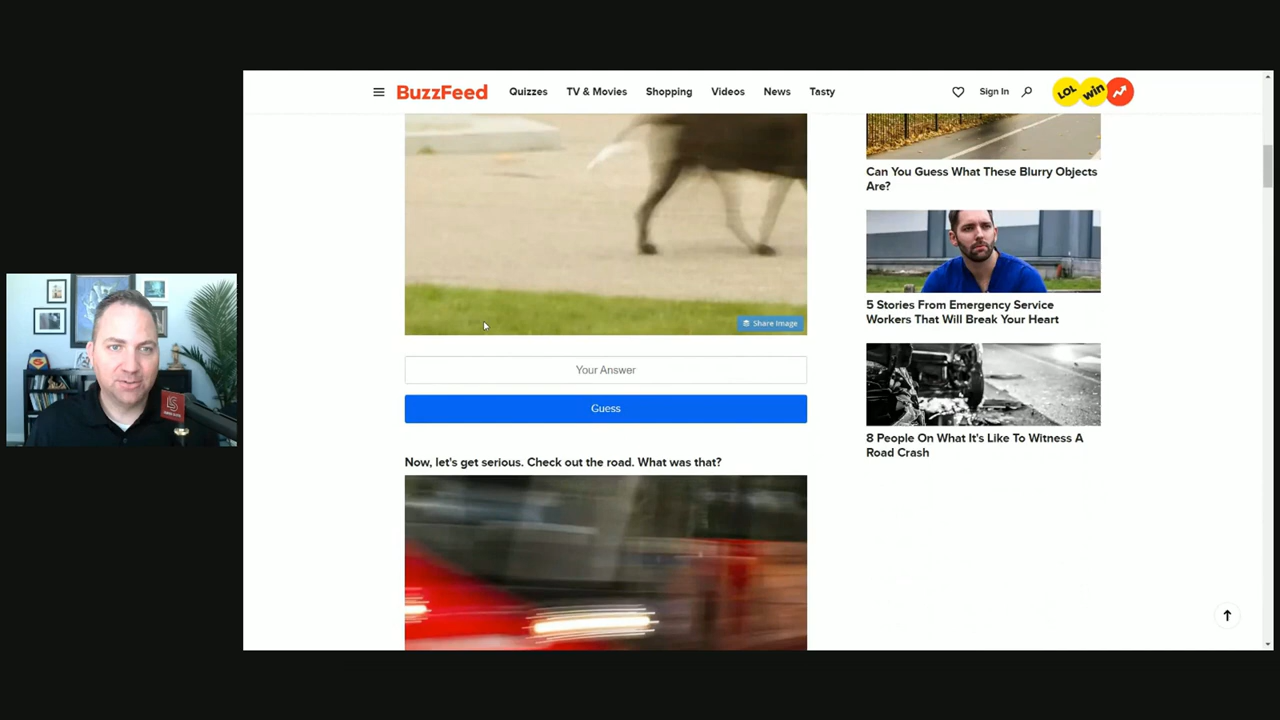 BuzzFeed
Quizzes
TV & Movies
Shopping
Videos
News
Tasty
Sign In
LOL
win
Can You Guess What These Blurry Objects
Are?
5 Stories From Emergency Service
Workers That Will Break Your Heart
Share Image
Your Answer
Guess
8 People On What It's Like To Witness A
Road Crash
Now, let's get serious. Check out the road. What was that?